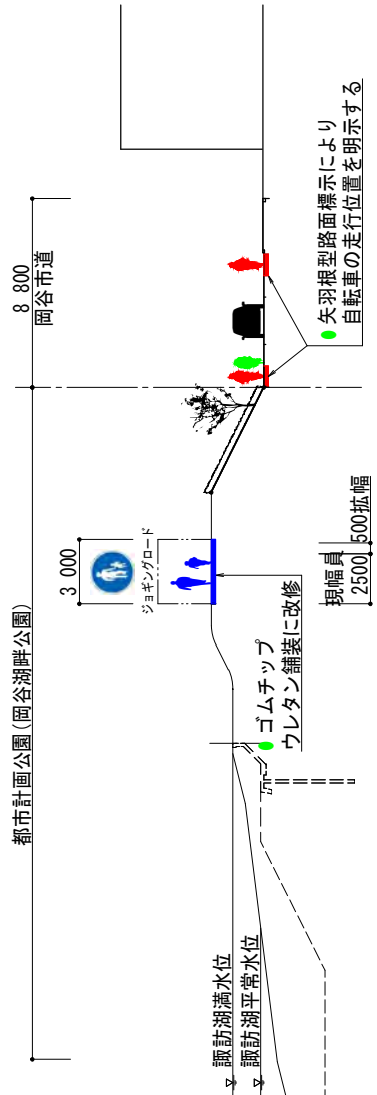 都市計画公園(岡谷湖畔公園)
8 800
岡谷市道
3 000
ジョギングロード
諏訪湖満水位
諏訪湖平常水位
ゴムチップ
ウレタン舗装に改修
現幅員
2500
500拡幅
矢羽根型路面標示により
自転車の走行位置を明示する